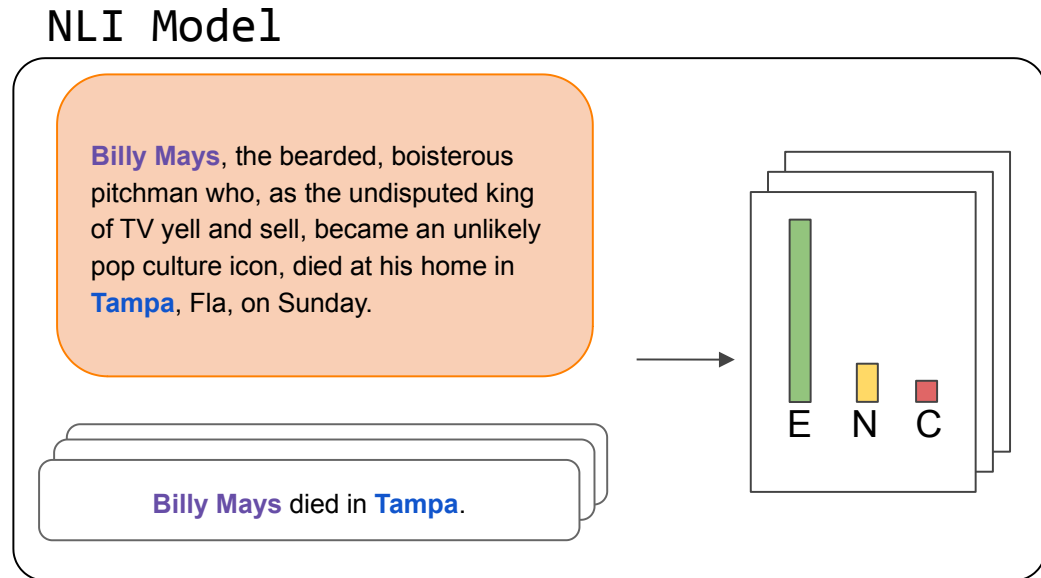 NLI Model
Billy Mays, the bearded, boisterous
pitchman who, as the undisputed king
of TV yell and sell, became an unlikely
pop culture icon, died at his home in
Tampa, Fla, on Sunday.
Billy Mays died in Tampa.
E N C